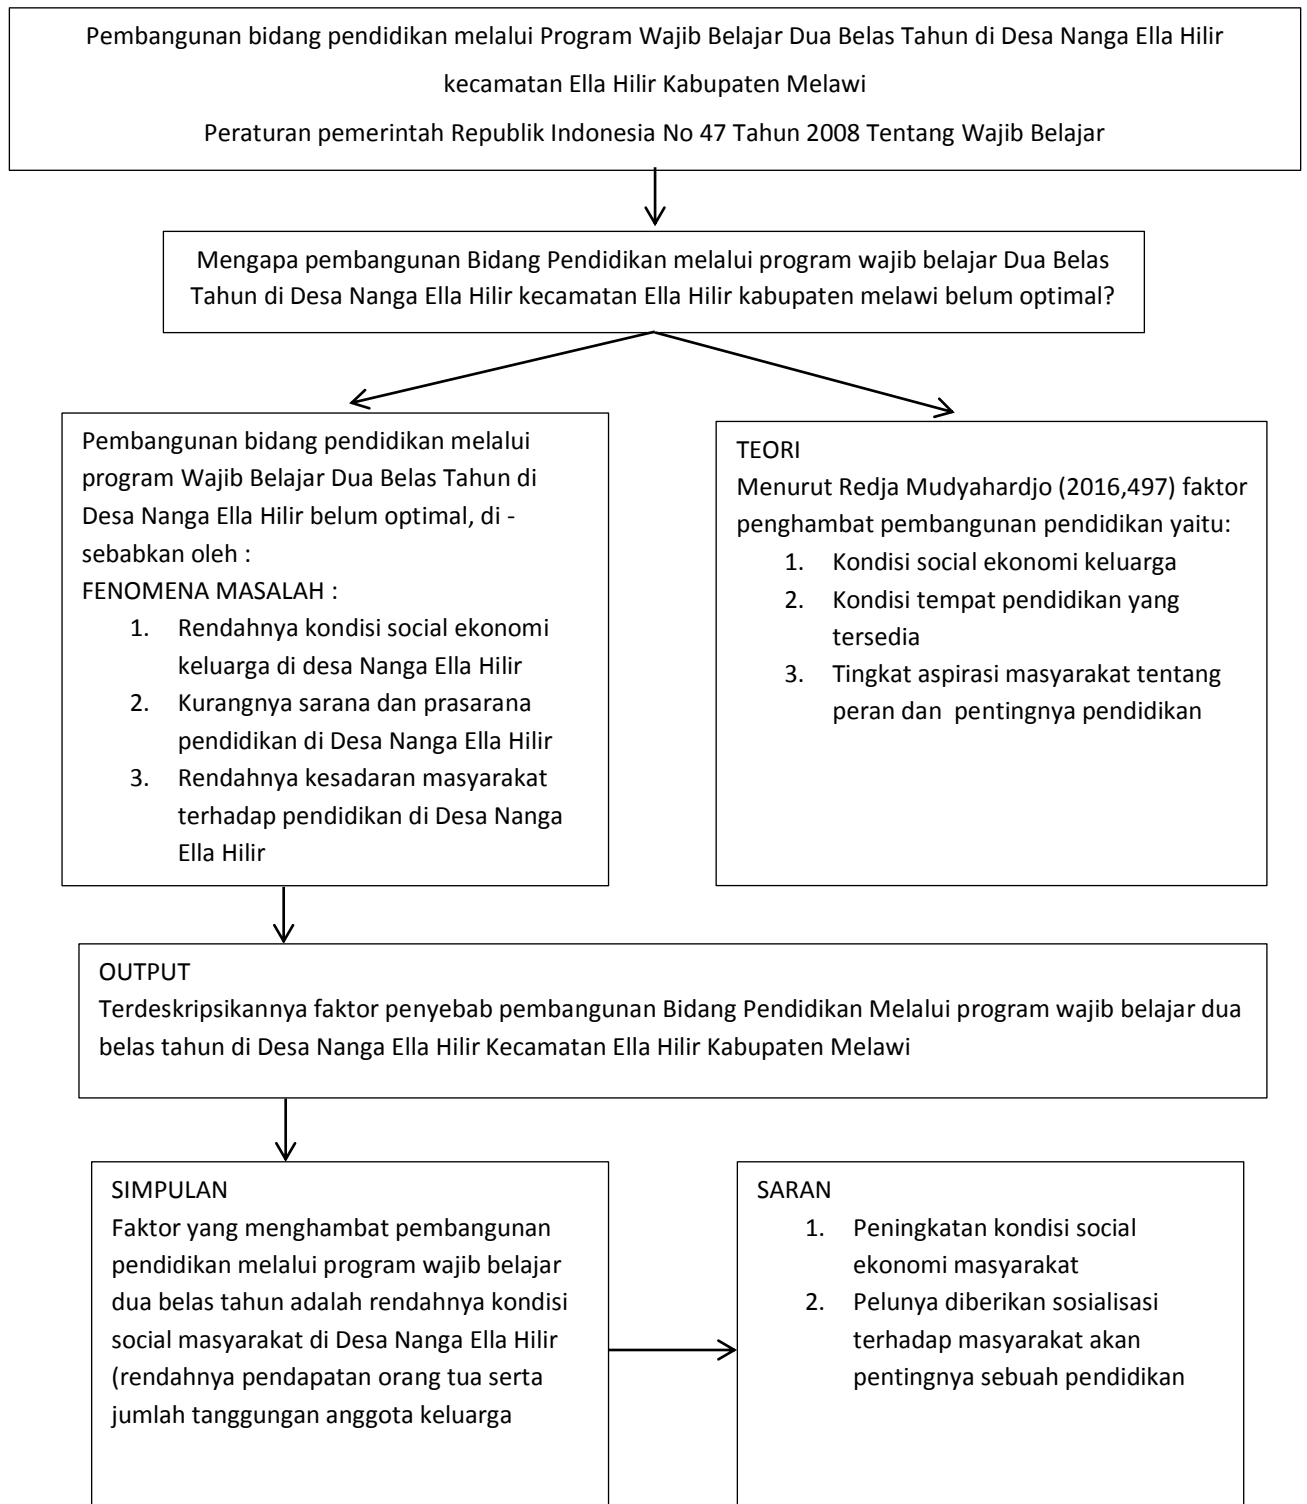 Pembangunan bidang pendidikan melalui Program Wajib Belajar Dua Belas Tahun di Desa Nanga Ella Hilir
kecamatan Ella Hilir Kabupaten Melawi
Peraturan pemerintah Republik Indonesia No 47 Tahun 2008 Tentang Wajib Belajar
Mengapa pembangunan Bidang Pendidikan melalui program wajib belajar Dua Belas
Tahun di Desa Nanga Ella Hilir kecamatan Ella Hilir kabupaten melawi belum optimal?
Pembangunan bidang pendidikan melalui
program Wajib Belajar Dua Belas Tahun di
Desa Nanga Ella Hilir belum optimal, di -
sebabkan oleh :
FENOMENA MASALAH :
1. Rendahnya kondisi social ekonomi
keluarga di desa Nanga Ella Hilir
2. Kurangnya sarana dan prasarana
pendidikan di Desa Nanga Ella Hilir
3. Rendahnya kesadaran masyarakat
terhadap pendidikan di Desa Nanga
Ella Hilir
TEORI
Menurut Redja Mudyahardjo (2016,497) faktor
penghambat pembangunan pendidikan yaitu:
1. Kondisi social ekonomi keluarga
2. Kondisi tempat pendidikan yang
tersedia
3. Tingkat aspirasi masyarakat tentang
peran dan  pentingnya pendidikan
OUTPUT
Terdeskripsikannya faktor penyebab pembangunan Bidang Pendidikan Melalui program wajib belajar dua
belas tahun di Desa Nanga Ella Hilir Kecamatan Ella Hilir Kabupaten Melawi
SIMPULAN
Faktor yang menghambat pembangunan
pendidikan melalui program wajib belajar
dua belas tahun adalah rendahnya kondisi
social masyarakat di Desa Nanga Ella Hilir
(rendahnya pendapatan orang tua serta
jumlah tanggungan anggota keluarga
SARAN
1. Peningkatan kondisi social
ekonomi masyarakat
2. Pelunya diberikan sosialisasi
terhadap masyarakat akan
pentingnya sebuah pendidikan